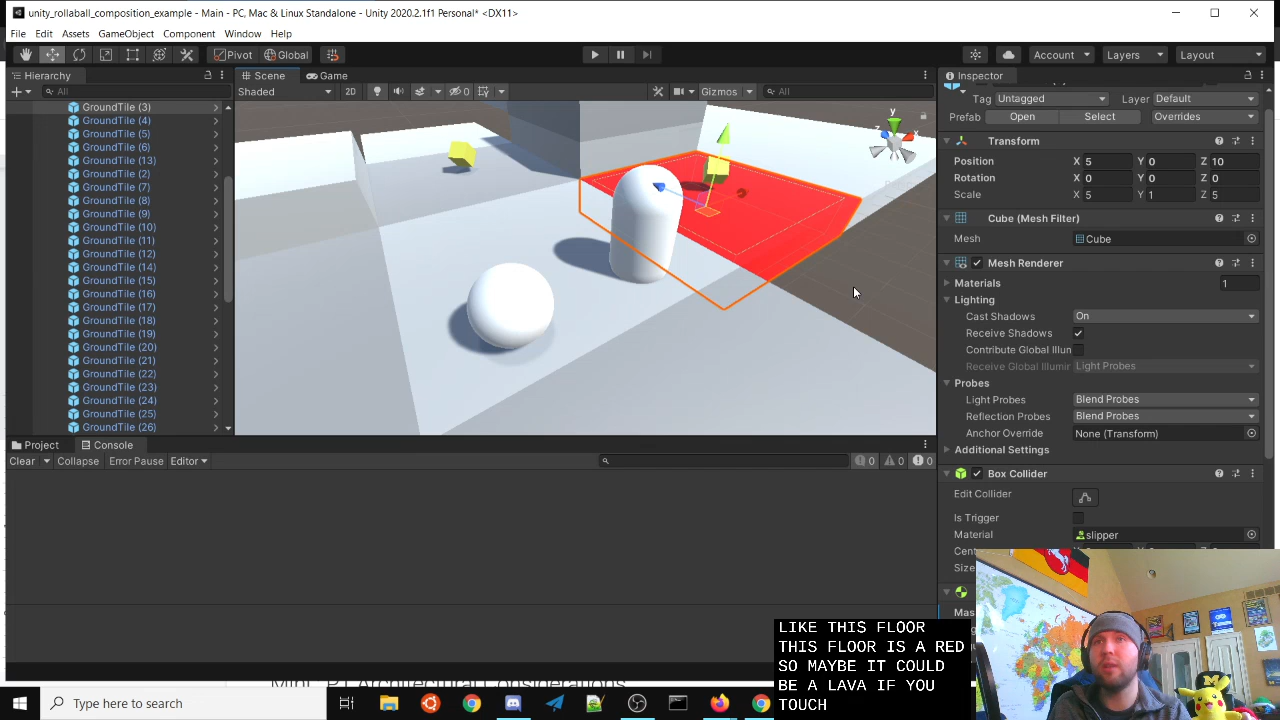 unity_rollaball_composition_example - Main - PC, Mac & Linux Standalone - Unity 2020.2.1f1 Personal* <DX11>
File Edit Assets GameObject Component Window Help
Pivot Global Account Layers Layout
Hierarchy Scene Game Inspector
All Shaded 2D 0 Gizmos All
GroundTile (3)
GroundTile (4)
GroundTile (5)
GroundTile (6)
GroundTile (13)
GroundTile (2)
GroundTile (7)
GroundTile (8)
GroundTile (9)
GroundTile (10)
GroundTile (11)
GroundTile (12)
GroundTile (14)
GroundTile (15)
GroundTile (16)
GroundTile (17)
GroundTile (18)
GroundTile (19)
GroundTile (20)
GroundTile (21)
GroundTile (22)
GroundTile (23)
GroundTile (24)
GroundTile (25)
GroundTile (26)
y
x
z
Tag Untagged Layer Default
Prefab Open Select Overrides
Transform
Position X 5 Y 0 Z 10
Rotation X 0 Y 0 Z 0
Scale X 5 Y 1 Z 5
Cube (Mesh Filter)
Mesh Cube
Mesh Renderer
Materials 1
Lighting
Cast Shadows On
Receive Shadows
Contribute Global Illun
Receive Global Illumir Light Probes
Probes
Light Probes Blend Probes
Reflection Probes Blend Probes
Anchor Override None (Transform)
Additional Settings
Box Collider
Edit Collider
Is Trigger
Material slipper
Cent
Size
Mas
Project Console
Clear Collapse Error Pause Editor 0 0 0
LIKE THI$ FLOOR
THIS FLOOR IS A RED
SO MAYBE IT COULD
BE A LAVA IF YOU
TOUCH
Type here to search